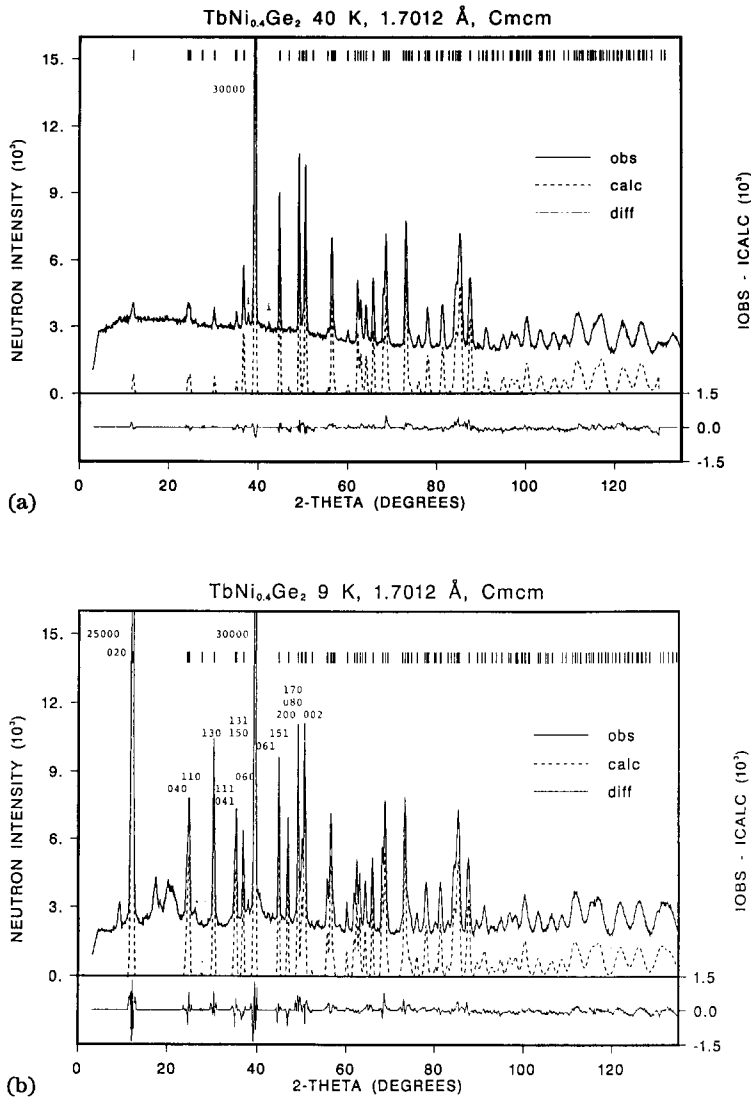 TbNi₀.₄Ge₂ 40 K, 1.7012 Å, Cmcm
NEUTRON INTENSITY (10³)
15.
12.
9.
6.
3.
0.
30000
i
i
obs
calc
diff
IOBS - ICALC (10³)
1.5
0.0
-1.5
0 20 40 60 80 100 120
2-THETA (DEGREES)
(a)
TbNi₀.₄Ge₂ 9 K, 1.7012 Å, Cmcm
NEUTRON INTENSITY (10³)
15.
12.
9.
6.
3.
0.
25000
020
30000
040
110
130
111
041
131
150
060
061
151
170
080
200
002
obs
calc
diff
IOBS - ICALC (10³)
1.5
0.0
-1.5
0 20 40 60 80 100 120
2-THETA (DEGREES)
(b)